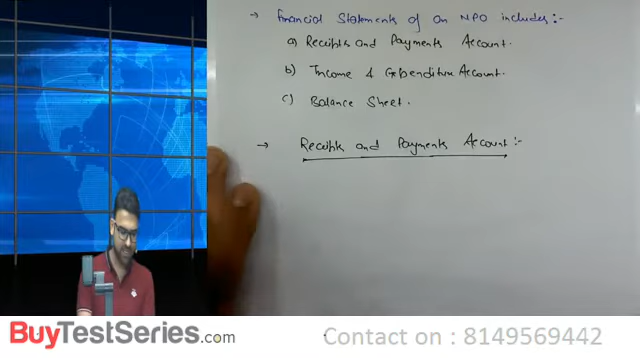 → Financial Statements of an NPO includes :-
a) Receipts and Payments Account.
b) Income & Expenditure Account.
c) Balance Sheet.
→ Receipts and Payments Account :-
BuyTestSeries.com
Contact on : 8149569442